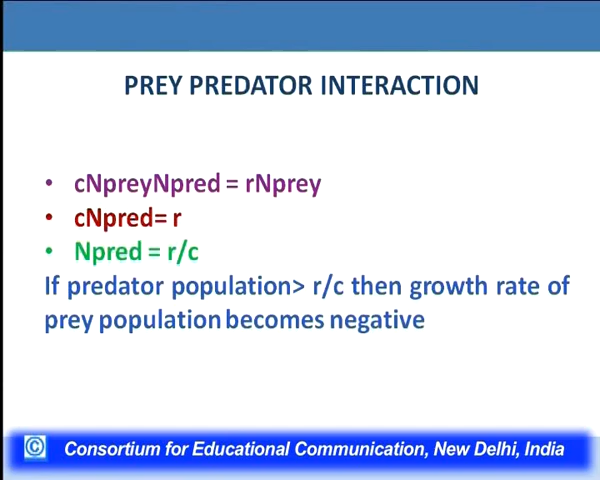 PREY PREDATOR INTERACTION
• cNpreyNpred = rNprey
• cNpred= r
• Npred = r/c
If predator population> r/c then growth rate of
prey population becomes negative
© Consortium for Educational Communication, New Delhi, India